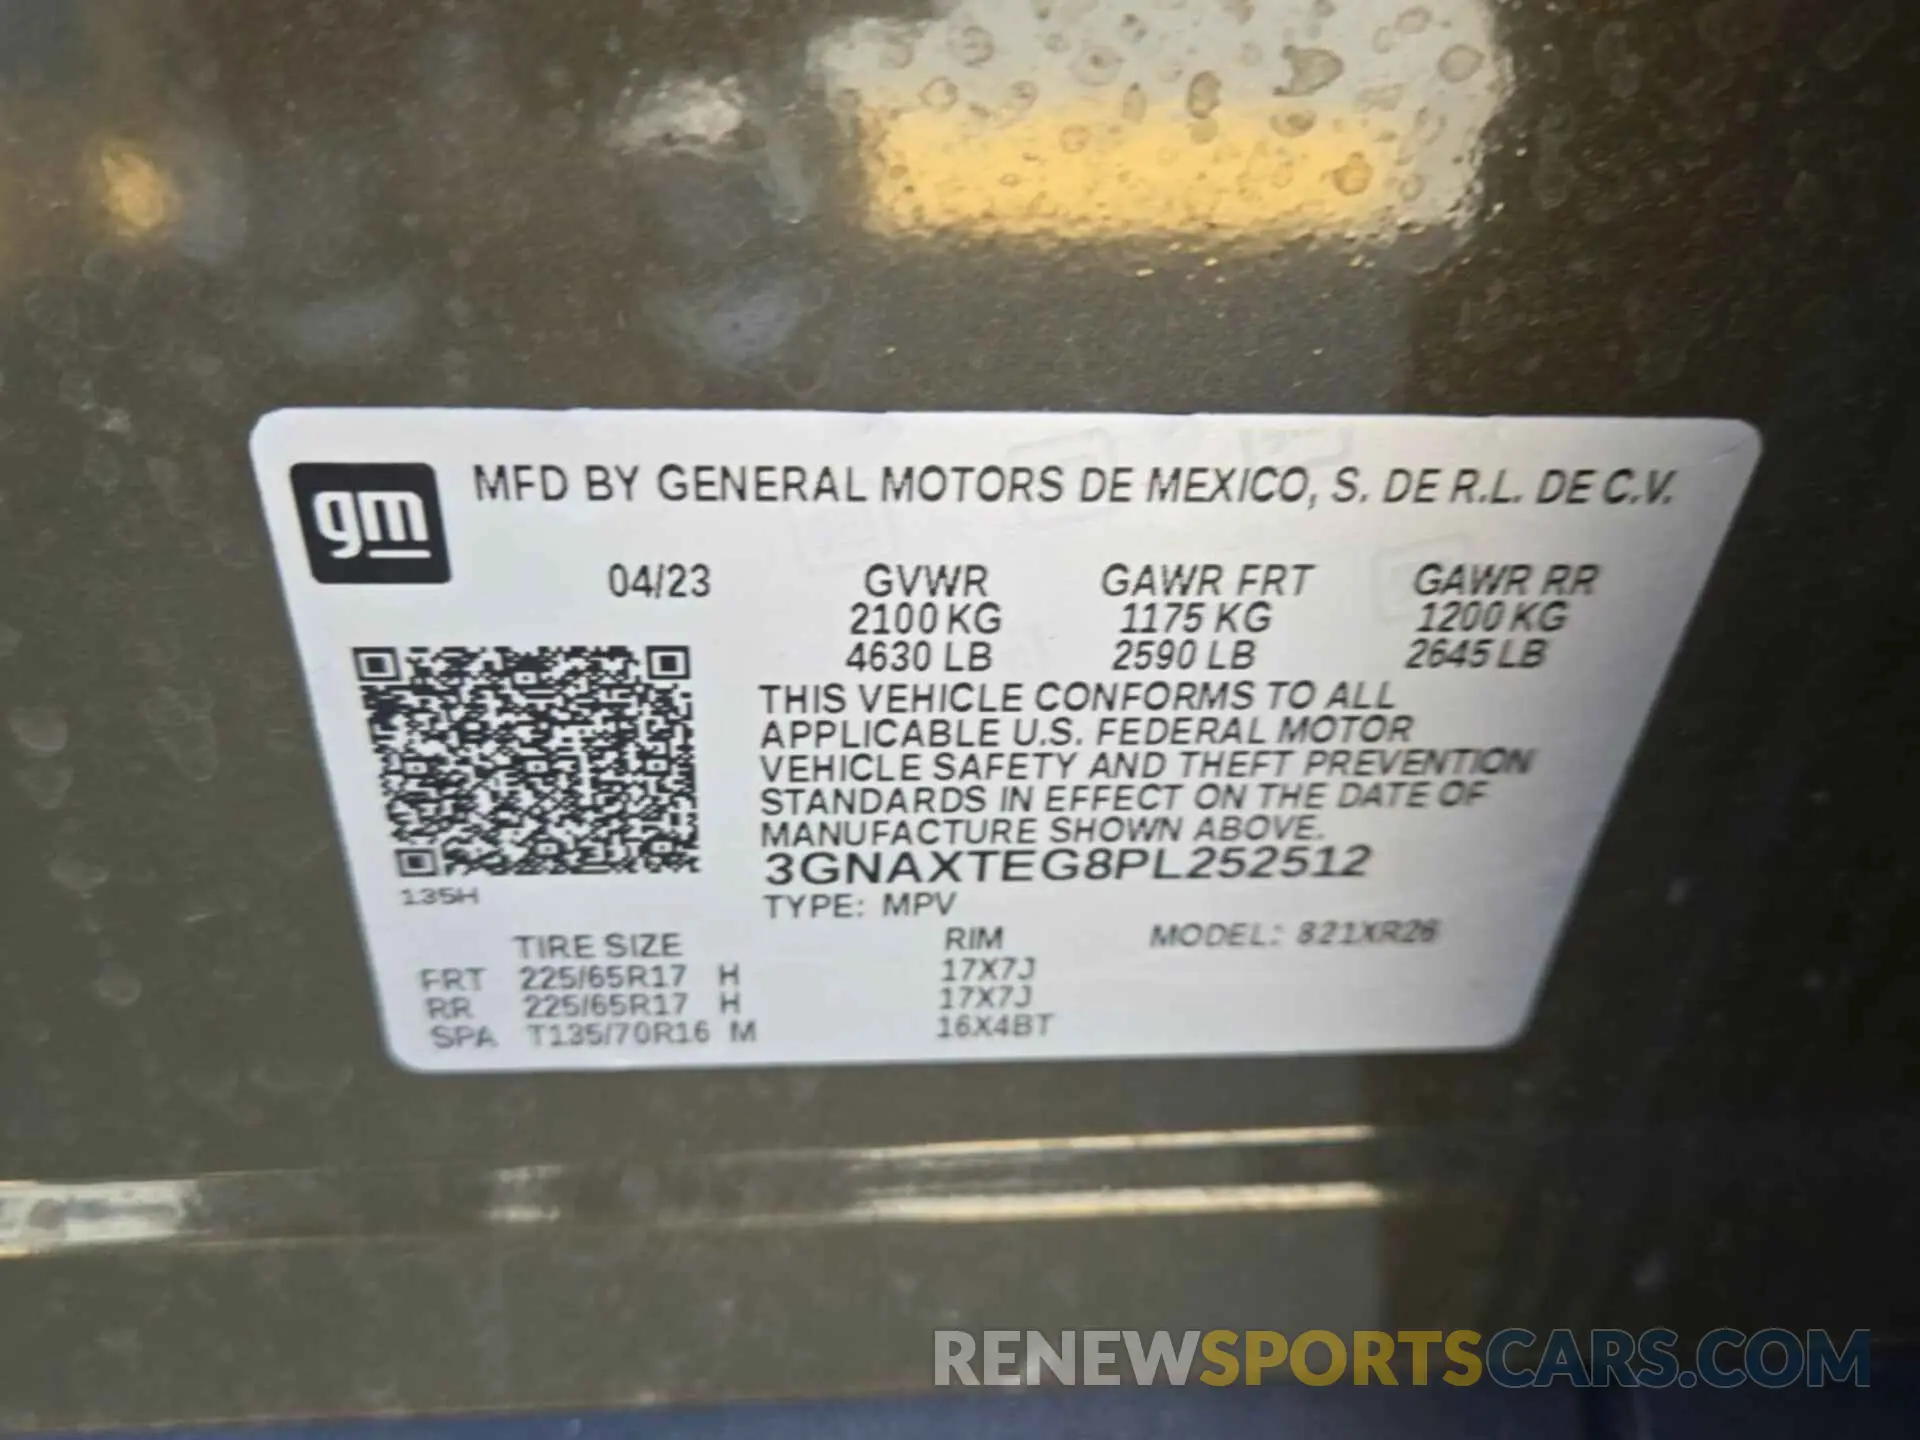 gm
MFD BY GENERAL MOTORS DE MEXICO, S. DE R.L. DE C.V.
04/23 GVWR GAWR FRT GAWR RR
2100 KG 1175 KG 1200 KG
4630 LB 2590 LB 2645 LB
THIS VEHICLE CONFORMS TO ALL
APPLICABLE U.S. FEDERAL MOTOR
VEHICLE SAFETY AND THEFT PREVENTION
STANDARDS IN EFFECT ON THE DATE OF
MANUFACTURE SHOWN ABOVE.
3GNAXTEG8PL252512
135H
TYPE: MPV
TIRE SIZE RIM MODEL: 821XR26
FRT 225/65R17 H 17X7J
RR 225/65R17 H 17X7J
SPA T135/70R16 M 16X4BT
RENEWSPORTSCARS.COM